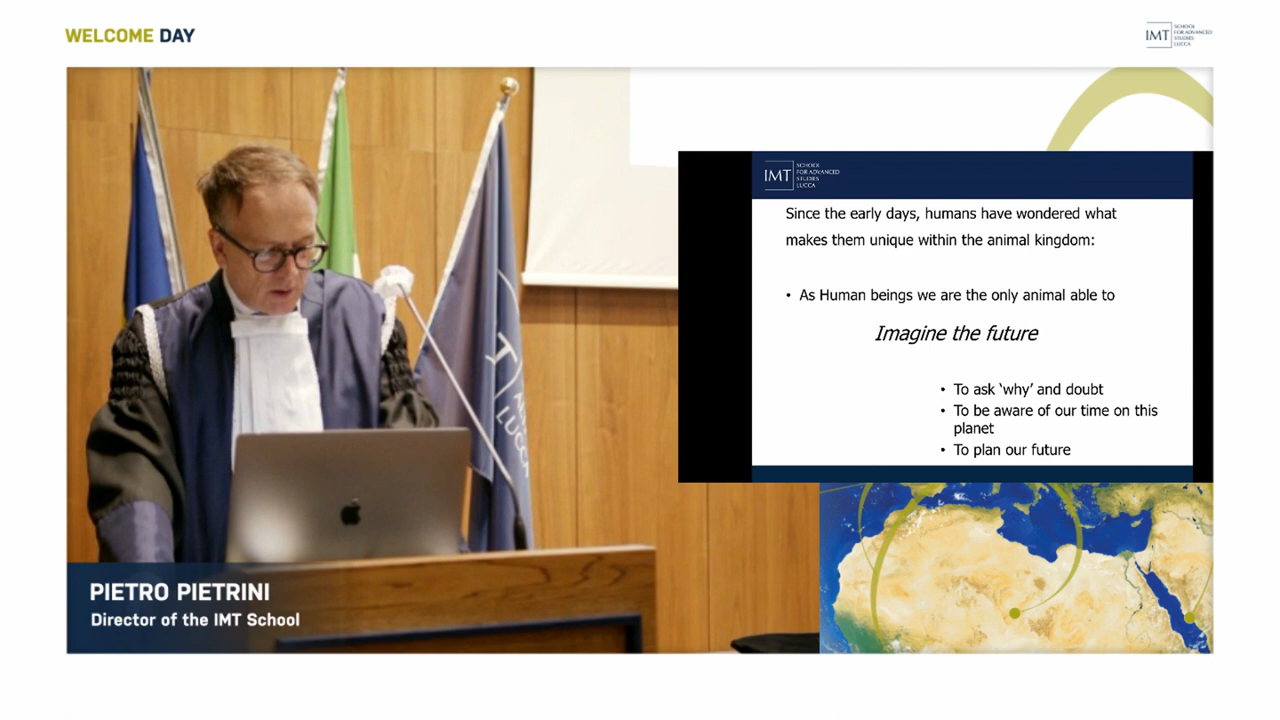 WELCOME DAY
IMT
SCHOOL
FOR ADVANCED
STUDIES
LUCCA
IMT
SCHOOL
FOR ADVANCED
STUDIES
LUCCA
Since the early days, humans have wondered what
makes them unique within the animal kingdom:
• As Human beings we are the only animal able to
Imagine the future
• To ask ‘why’ and doubt
• To be aware of our time on this
planet
• To plan our future
LUCCA
PIETRO PIETRINI
Director of the IMT School